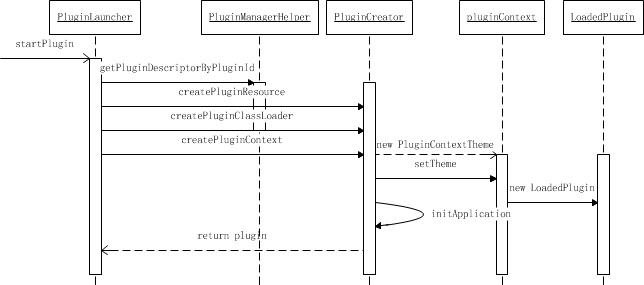 PluginLauncher
PluginManagerHelper
PluginCreator
pluginContext
LoadedPlugin
startPlugin
getPluginDescriptorByPluginId
createPluginResource
createPluginClassLoader
createPluginContext
new PluginContextTheme
setTheme
new LoadedPlugin
initApplication
return plugin